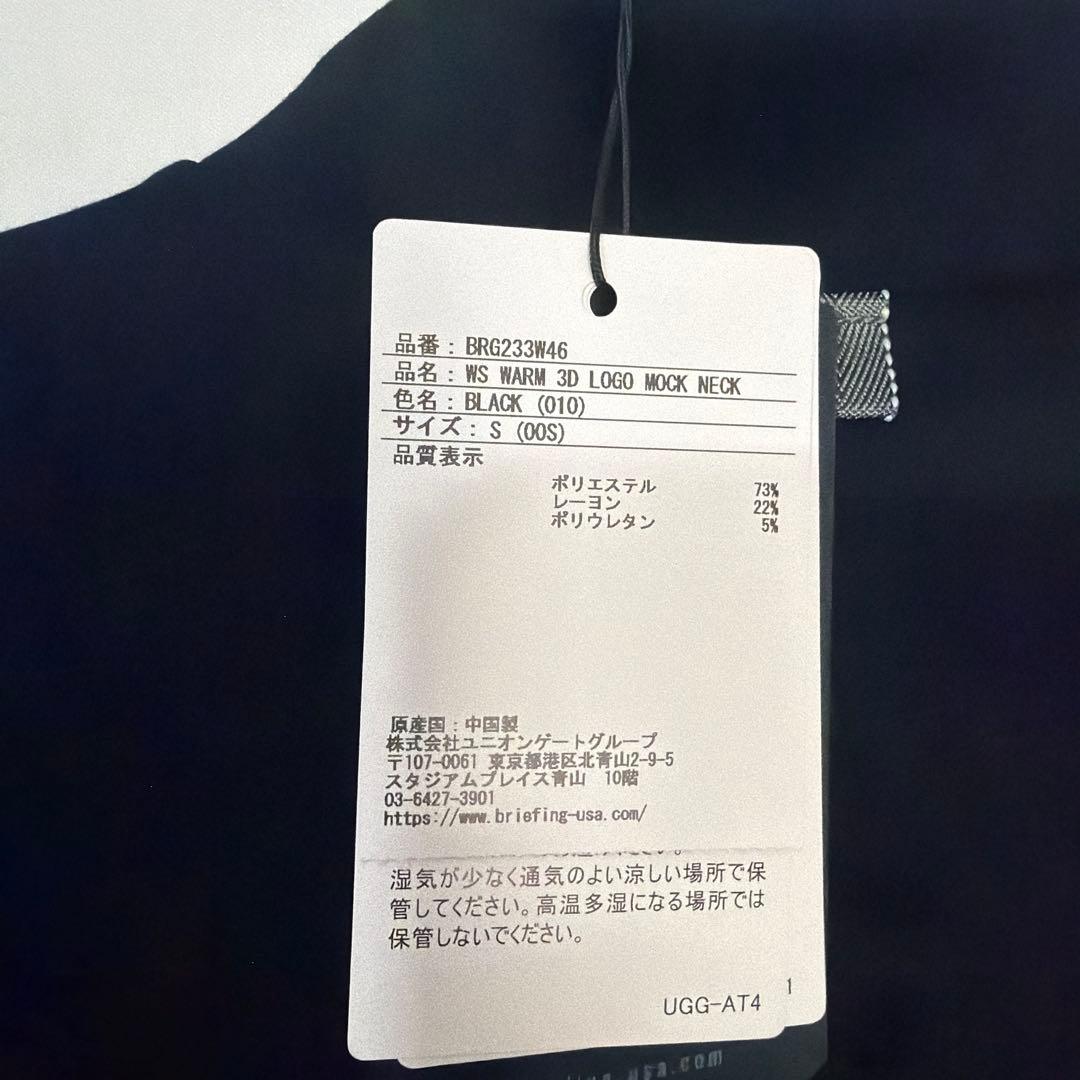 品番：BRG233W46
品名：WS WARM 3D LOGO MOCK NECK
色名：BLACK (010)
サイズ：S (00S)
品質表示
ポリエステル 73%
レーヨン 22%
ポリウレタン 5%
原産国：中国製
株式会社ユニオンゲートグループ
〒107-0061 東京都港区北青山2-9-5
スタジアムプレイス青山 10階
03-6427-3901
https://www.briefing-usa.com/
湿気が少なく通気のよい涼しい場所で保
管してください。高温多湿になる場所では
保管しないでください。
1
UGG-AT4
usa.com